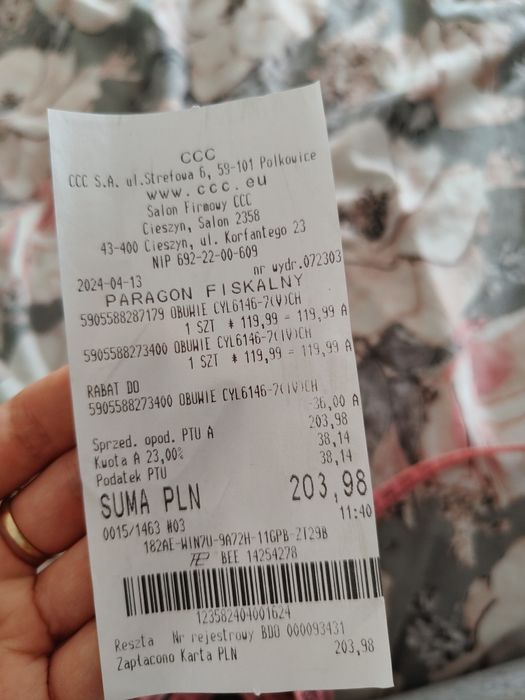 CCC
CCC S.A. ul.Strefowa 6, 59-101 Polkowice
www.ccc.eu
Salon Firmowy CCC
Cieszyn, Salon 2358
43-400 Cieszyn, ul. Korfantego 23
NIP 692-22-00-609
2024-04-13 nr wydr.072303
PARAGON FISKALNY
5905588287179 OBUWIE CYL6146-7(V)CH
1 SZT * 119,99 = 119,99 A
5905588273400 OBUWIE CYL6146-7(IV)CH
1 SZT * 119,99 = 119,99 A
RABAT DO
5905588273400 OBUWIE CYL6146-7(IV)CH
-36,00 A
Sprzed. opod. PTU A 203,98
Kwota A 23,00% 38,14
Podatek PTU 38,14
SUMA PLN 203,98
0015/1463 #03 11:40
182AE-WIN7U-9A72H-11GPB-ZI29B
BEE 14254278
123582404001624
Reszta Nr rejestrowy BDO 000093431
Zapłacono Karta PLN 203,98